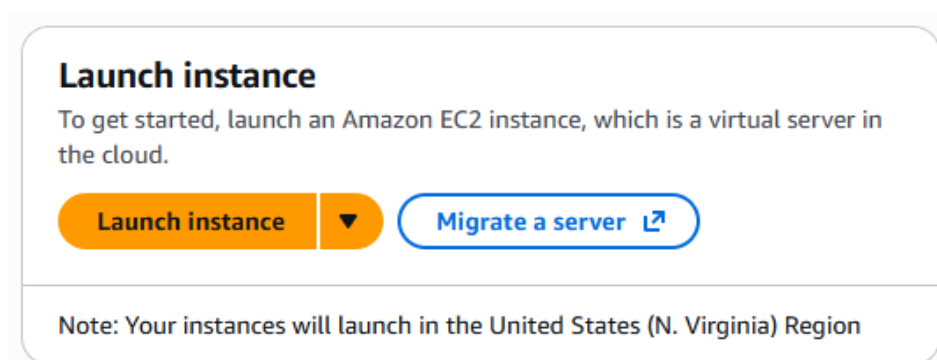 Launch instance
To get started, launch an Amazon EC2 instance, which is a virtual server in
the cloud.
Launch instance
Migrate a server
Note: Your instances will launch in the United States (N. Virginia) Region